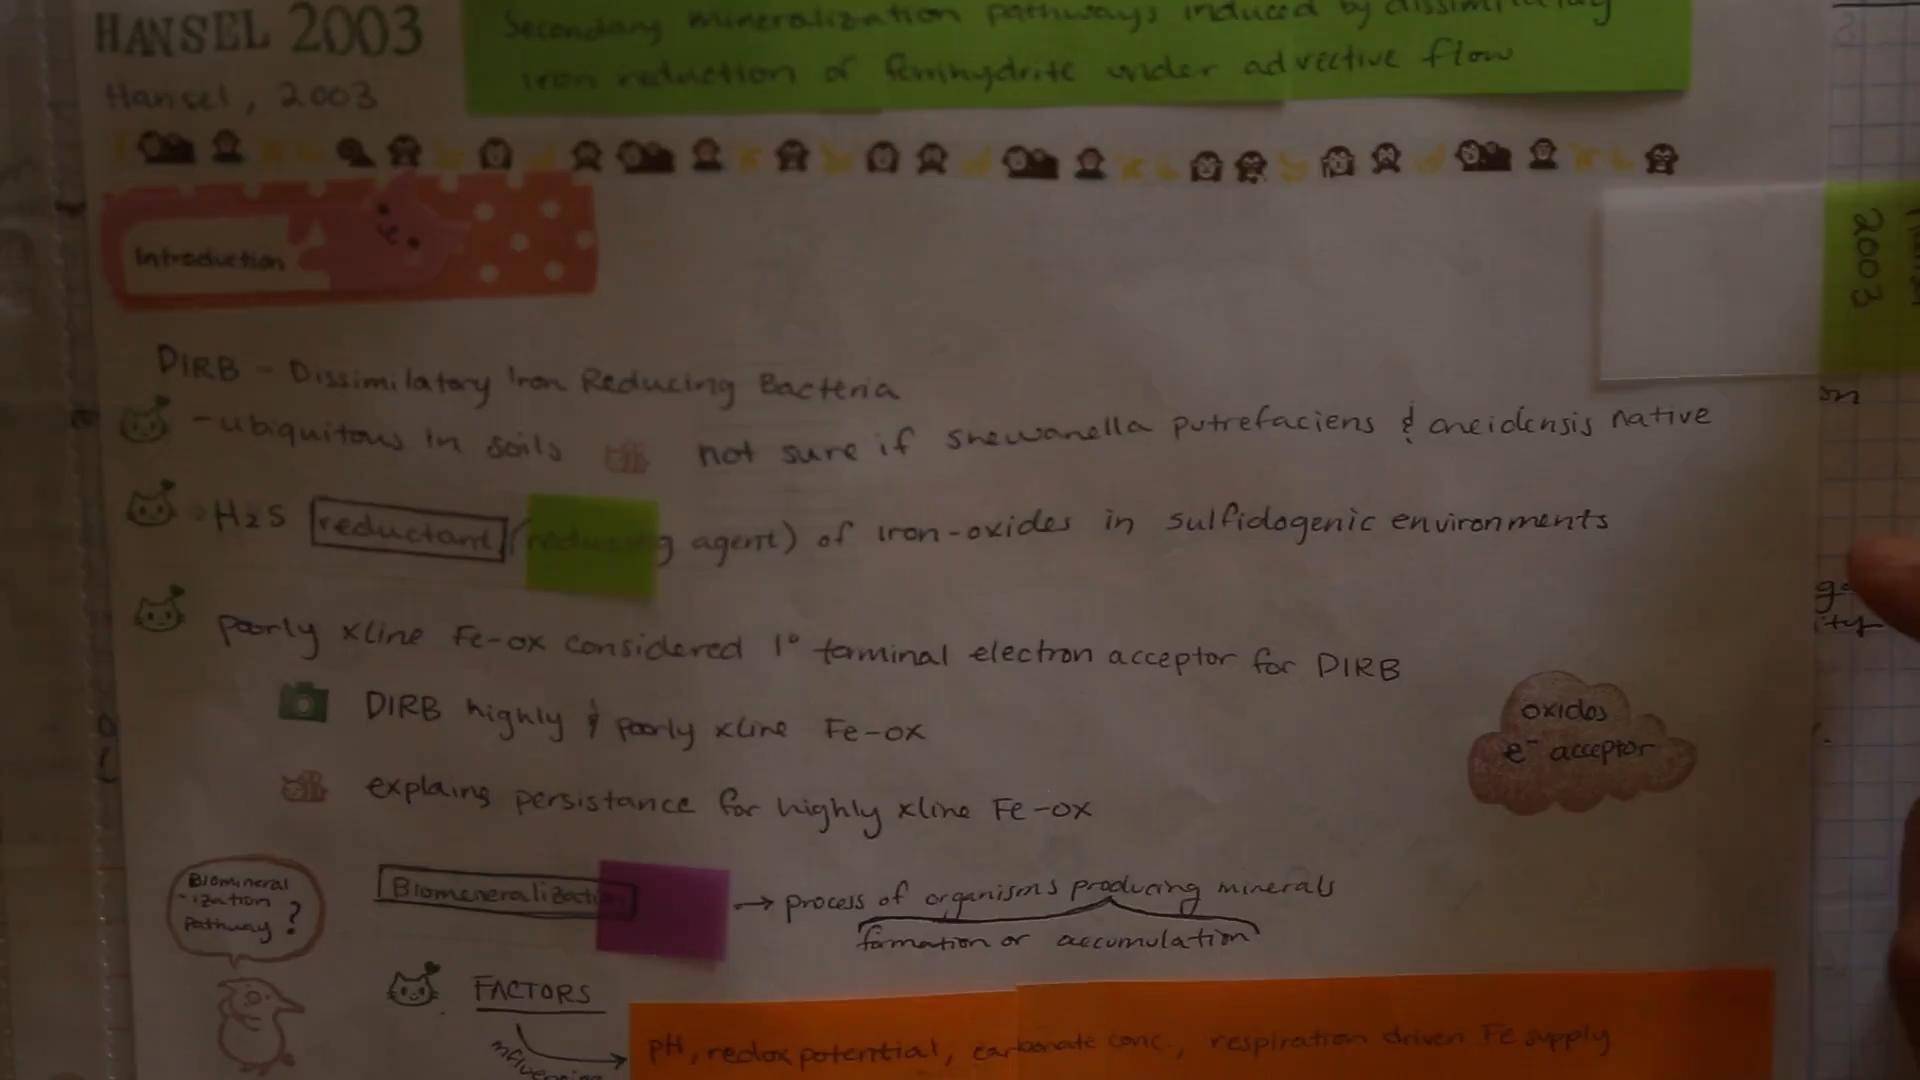 HANSEL 2003
Hansel, 2003
Secondary mineralization pathways induced by dissimilatory
iron reduction of ferrihydrite under advective flow
Introduction
2003
DIRB - Dissimilatory Iron Reducing Bacteria
- ubiquitous in soils
not sure if shewanella putrefaciens & oneidensis native
H2S reductant (reducing agent) of iron-oxides in sulfidogenic environments
poorly xline Fe-ox considered 1° terminal electron acceptor for DIRB
DIRB highly & poorly xline Fe-ox
explains persistance for highly xline Fe-ox
oxides
e⁻ acceptor
Biomineral
-ization
Pathway?
Biomeneralization → process of organisms producing minerals
formation or accumulation
FACTORS
influencing
pH, redox potential, carbonate conc., respiration driven Fe supply